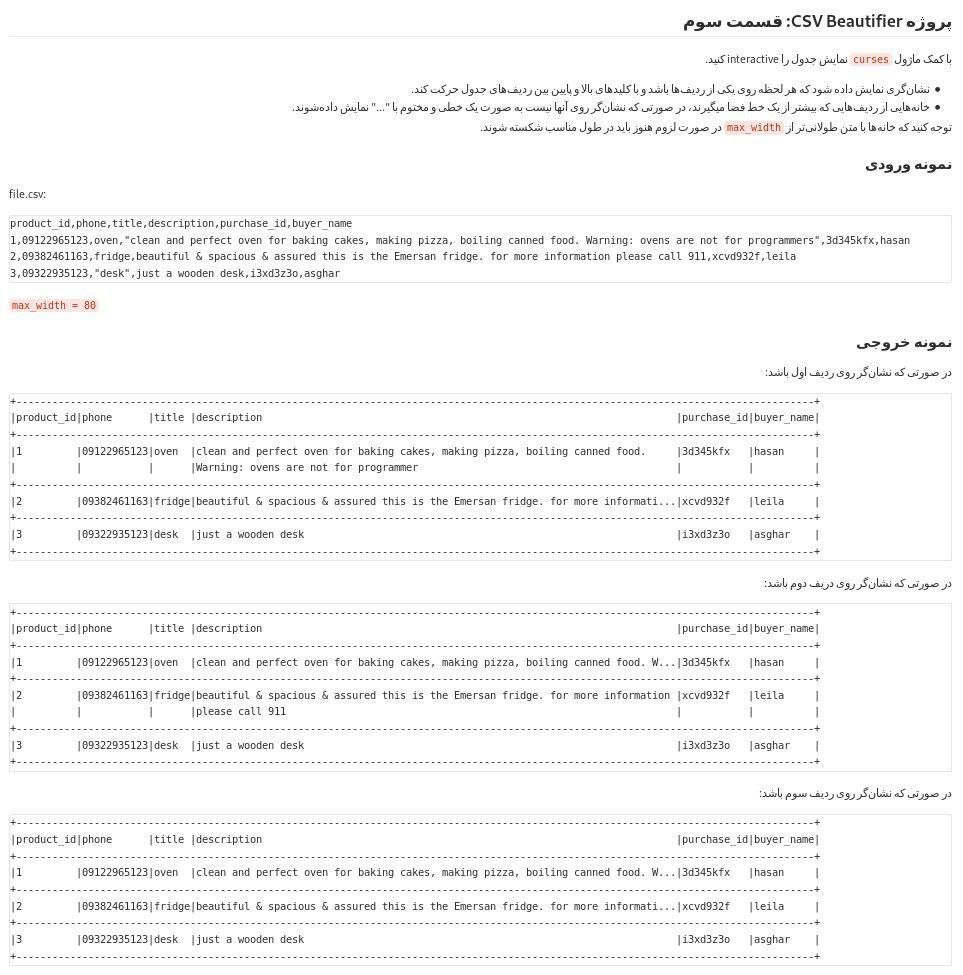 پروژه CSV Beautifier: قسمت سوم
با کمک ماژول curses نمایش جدول را interactive کنید.
• نشان‌گری نمایش داده شود که هر لحظه روی یکی از ردیف‌ها باشد و با کلیدهای بالا و پایین بین ردیف‌های جدول حرکت کند.
• خانه‌هایی از ردیف‌هایی که بیشتر از یک خط فضا میگیرند، در صورتی که نشان‌گر روی آنها نیست به صورت یک خطی و مختوم با "..." نمایش داده‌شوند.
توجه کنید که خانه‌ها با متن طولانی‌تر از max_width در صورت لزوم هنوز باید در طول مناسب شکسته شوند.
نمونه ورودی
file.csv:
product_id,phone,title,description,purchase_id,buyer_name
1,09122965123,oven,"clean and perfect oven for baking cakes, making pizza, boiling canned food. Warning: ovens are not for programmers",3d345kfx,hasan
2,09382461163,fridge,beautiful & spacious & assured this is the Emersan fridge. for more information please call 911,xcvd932f,leila
3,09322935123,"desk",just a wooden desk,i3xd3z3o,asghar
max_width = 80
نمونه خروجی
در صورتی که نشان‌گر روی ردیف اول باشد:
+-------------------------------------------------------------------------------------------------------------------------------------+
|product_id|phone      |title |description                                                                     |purchase_id|buyer_name|
+-------------------------------------------------------------------------------------------------------------------------------------+
|1         |09122965123|oven  |clean and perfect oven for baking cakes, making pizza, boiling canned food.     |3d345kfx   |hasan     |
|          |           |      |Warning: ovens are not for programmer                                           |           |          |
+-------------------------------------------------------------------------------------------------------------------------------------+
|2         |09382461163|fridge|beautiful & spacious & assured this is the Emersan fridge. for more informati...|xcvd932f   |leila     |
+-------------------------------------------------------------------------------------------------------------------------------------+
|3         |09322935123|desk  |just a wooden desk                                                              |i3xd3z3o   |asghar    |
+-------------------------------------------------------------------------------------------------------------------------------------+
در صورتی که نشان‌گر روی دریف دوم باشد:
+-------------------------------------------------------------------------------------------------------------------------------------+
|product_id|phone      |title |description                                                                     |purchase_id|buyer_name|
+-------------------------------------------------------------------------------------------------------------------------------------+
|1         |09122965123|oven  |clean and perfect oven for baking cakes, making pizza, boiling canned food. W...|3d345kfx   |hasan     |
+-------------------------------------------------------------------------------------------------------------------------------------+
|2         |09382461163|fridge|beautiful & spacious & assured this is the Emersan fridge. for more information |xcvd932f   |leila     |
|          |           |      |please call 911                                                                 |           |          |
+-------------------------------------------------------------------------------------------------------------------------------------+
|3         |09322935123|desk  |just a wooden desk                                                              |i3xd3z3o   |asghar    |
+-------------------------------------------------------------------------------------------------------------------------------------+
در صورتی که نشان‌گر روی ردیف سوم باشد:
+-------------------------------------------------------------------------------------------------------------------------------------+
|product_id|phone      |title |description                                                                     |purchase_id|buyer_name|
+-------------------------------------------------------------------------------------------------------------------------------------+
|1         |09122965123|oven  |clean and perfect oven for baking cakes, making pizza, boiling canned food. W...|3d345kfx   |hasan     |
+-------------------------------------------------------------------------------------------------------------------------------------+
|2         |09382461163|fridge|beautiful & spacious & assured this is the Emersan fridge. for more informati...|xcvd932f   |leila     |
+-------------------------------------------------------------------------------------------------------------------------------------+
|3         |09322935123|desk  |just a wooden desk                                                              |i3xd3z3o   |asghar    |
+-------------------------------------------------------------------------------------------------------------------------------------+